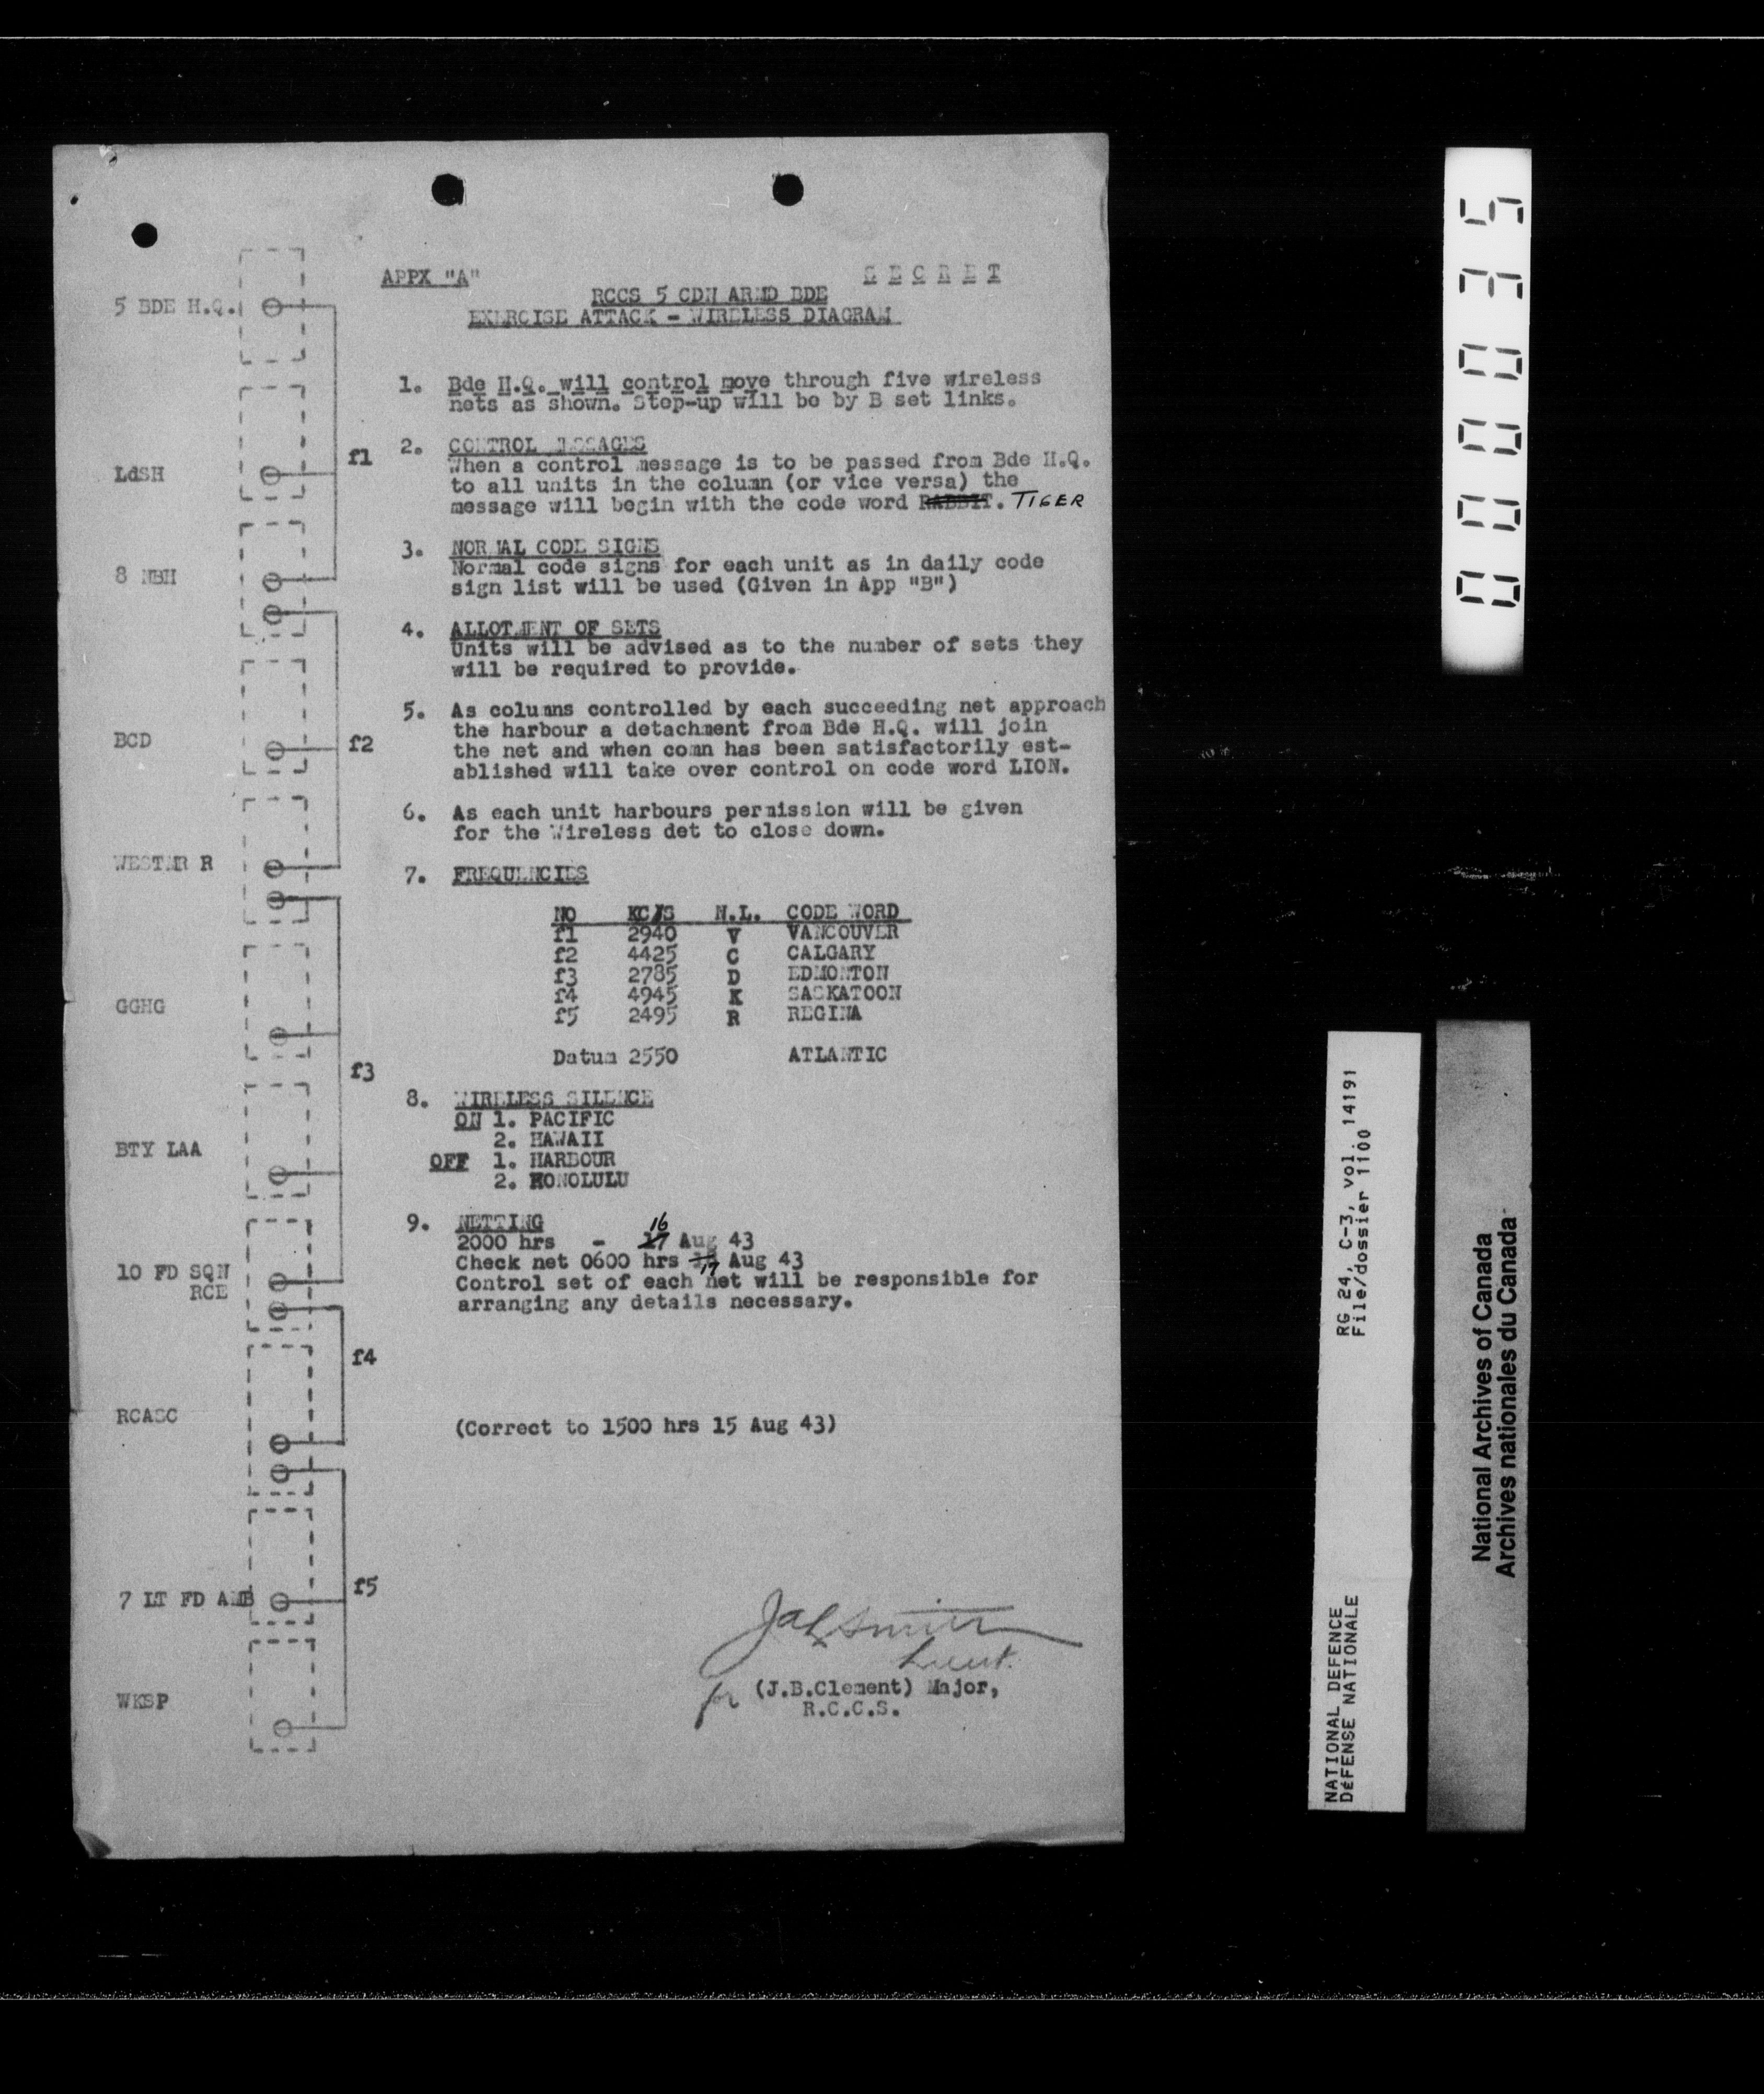 APPX "A"
SECRET
RCCS 5 CDN ARMD BDE
EXERCISE ATTACK - WIRELESS DIAGRAM
5 BDE H.Q.
LdSH
f1
8 NBH
BCD
f2
WESTMR R
GGHG
f3
BTY LAA
10 FD SQN
RCE
f4
RCASC
7 LT FD AMB
f5
WKSP
1. Bde H.Q. will control move through five wireless
nets as shown. Step-up will be by B set links.
2. CONTROL MESSAGES
When a control message is to be passed from Bde H.Q.
to all units in the column (or vice versa) the
message will begin with the code word RABBIT. TIGER
3. NORMAL CODE SIGNS
Normal code signs for each unit as in daily code
sign list will be used (Given in App "B")
4. ALLOTMENT OF SETS
Units will be advised as to the number of sets they
will be required to provide.
5. As columns controlled by each succeeding net approach
the harbour a detachment from Bde H.Q. will join
the net and when comn has been satisfactorily est-
ablished will take over control on code word LION.
6. As each unit harbours permission will be given
for the Wireless det to close down.
7. FREQUENCIES
NO KC/S N.L. CODE WORD
f1 2940 V VANCOUVER
f2 4425 C CALGARY
f3 2785 D EDMONTON
f4 4945 K SASKATOON
f5 2495 R REGINA
Datum 2550 ATLANTIC
8. WIRELESS SILENCE
ON 1. PACIFIC
2. HAWAII
OFF 1. HARBOUR
2. HONOLULU
9. NETTING
16
2000 hrs - 17 Aug 43
Check net 0600 hrs 18 17 Aug 43
Control set of each net will be responsible for
arranging any details necessary.
(Correct to 1500 hrs 15 Aug 43)
Smith
Lieut.
for (J.B.Clement) Major,
R.C.C.S.
000035
RG 24, C-3, vol. 14191
File/dossier 1100
NATIONAL DEFENCE
DéFENSE NATIONALE
National Archives of Canada
Archives nationales du Canada